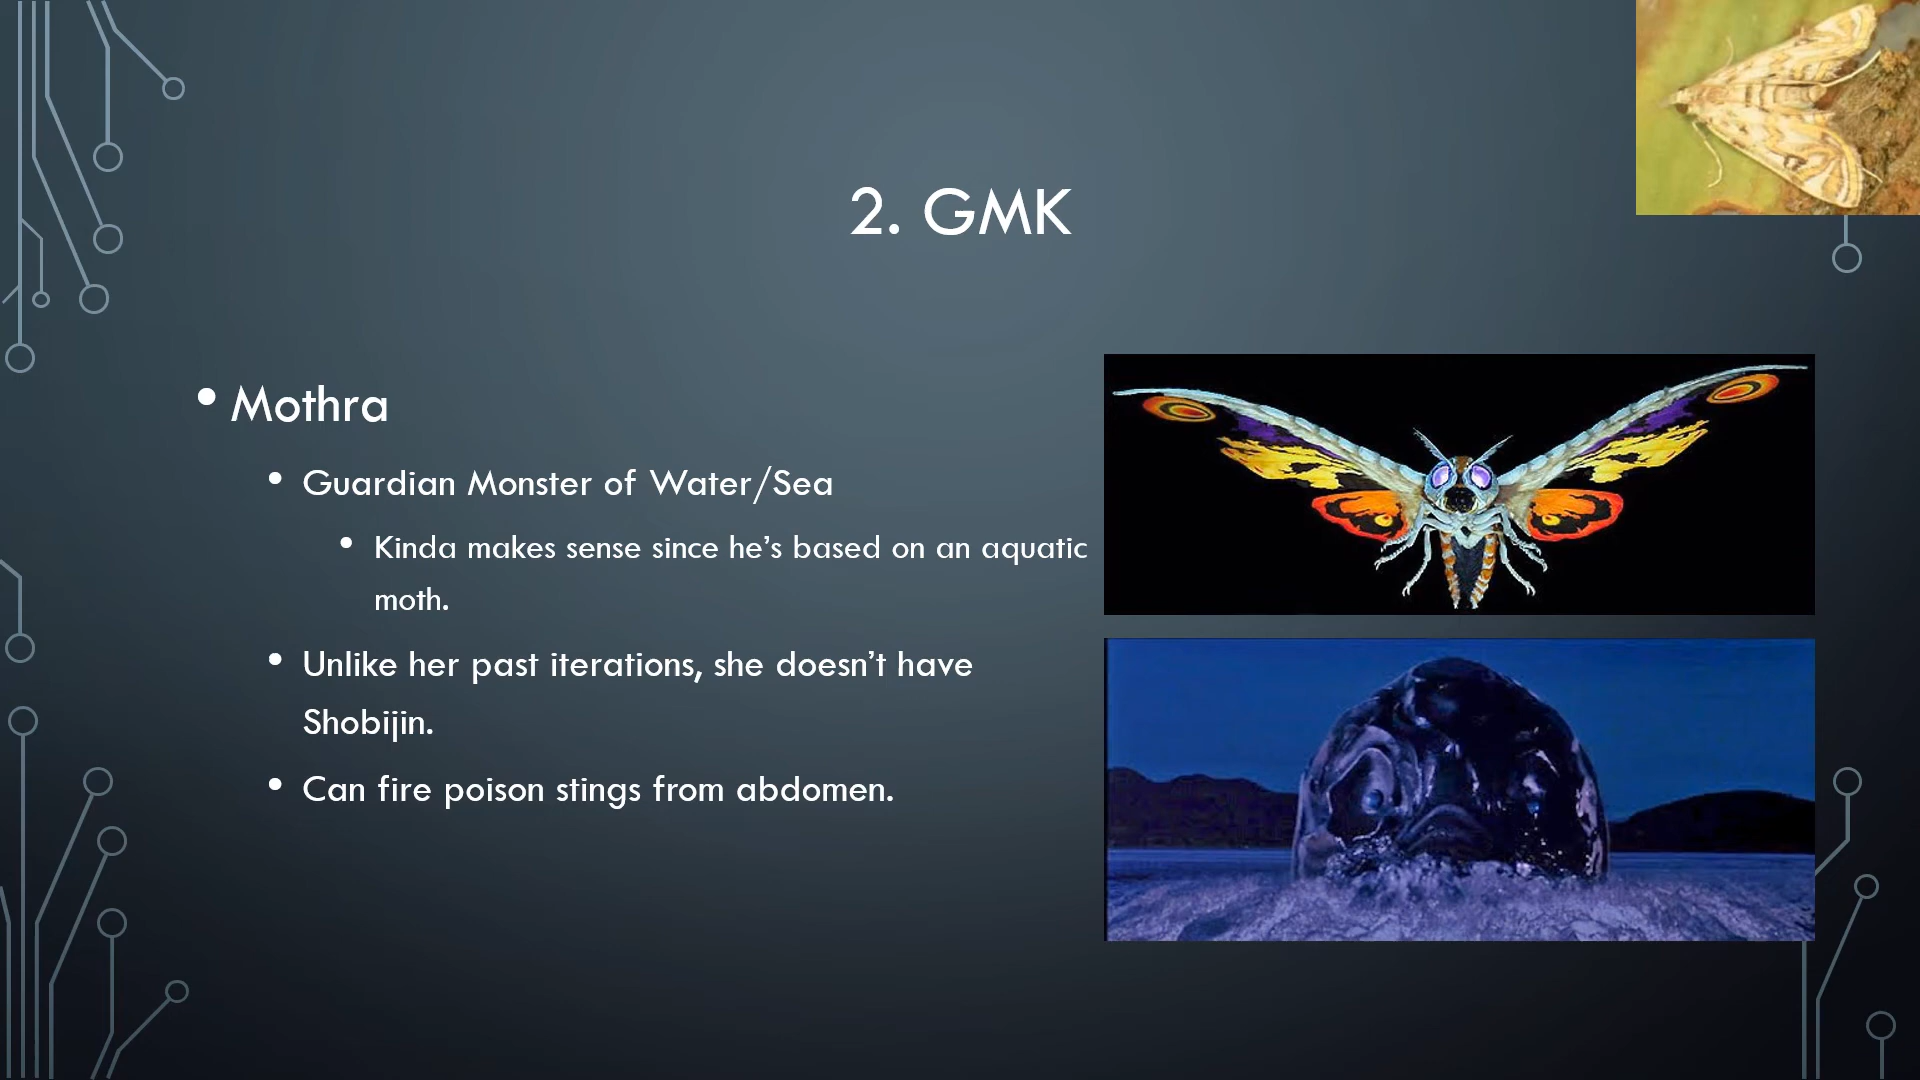 2. GMK
• Mothra
• Guardian Monster of Water/Sea
• Kinda makes sense since he’s based on an aquatic
moth.
• Unlike her past iterations, she doesn’t have
Shobijin.
• Can fire poison stings from abdomen.